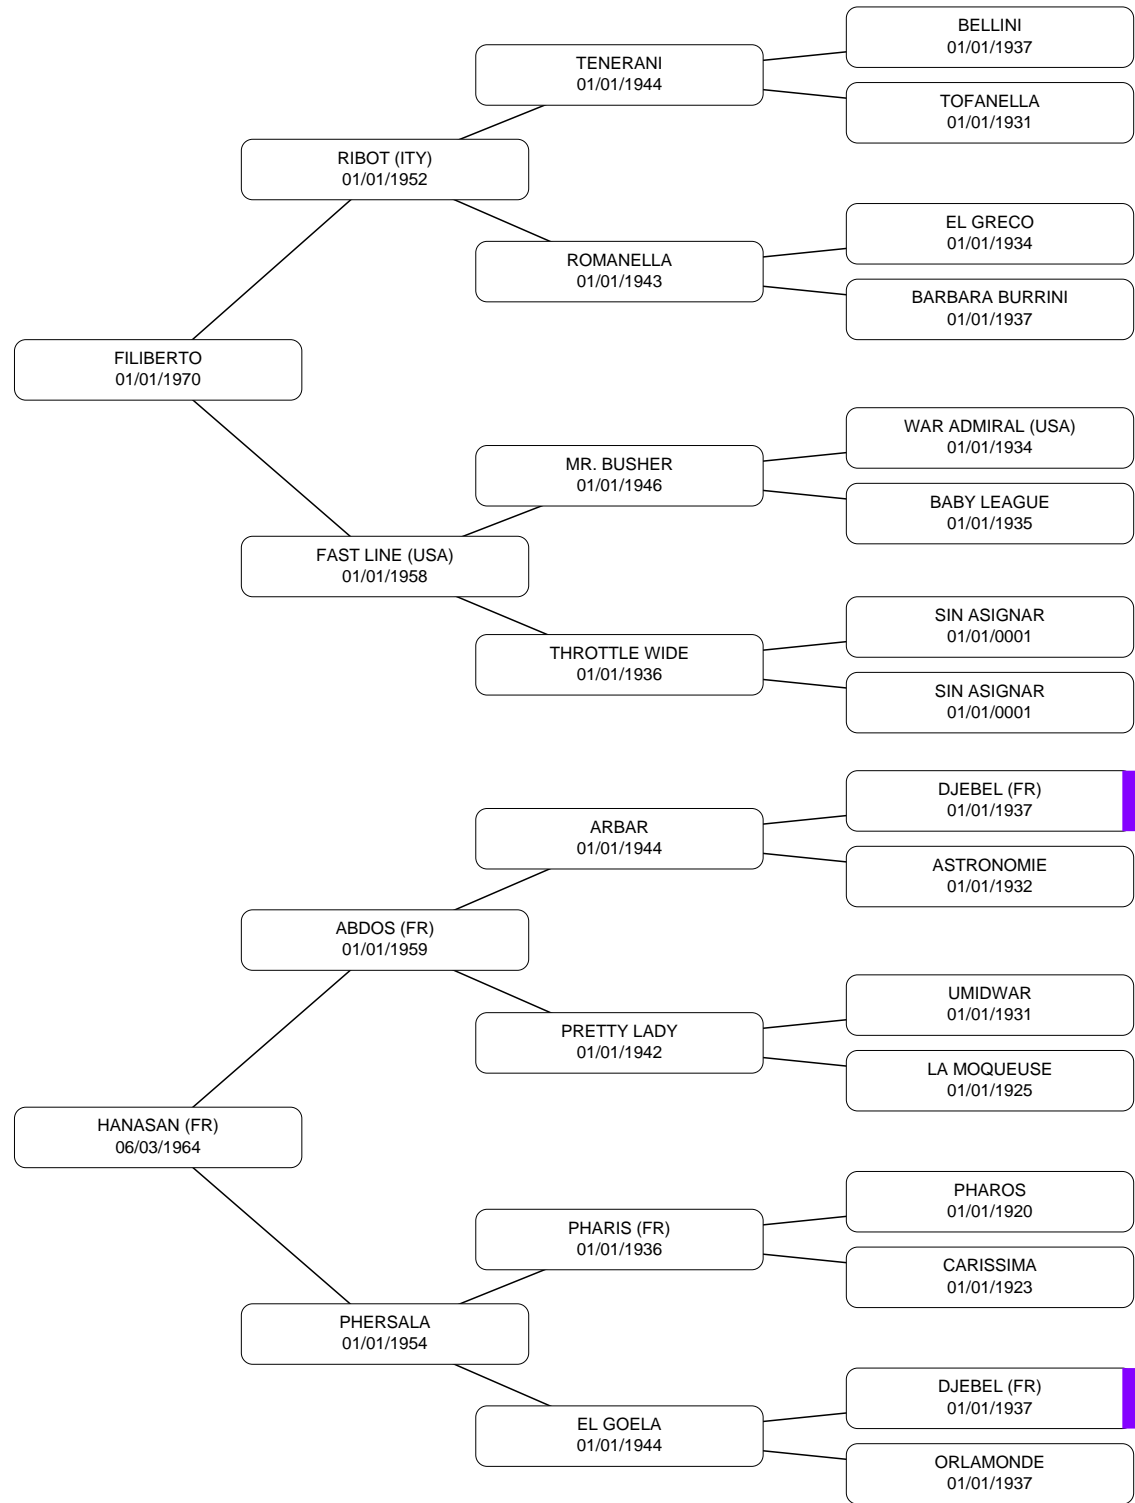 BELLINI
01/01/1937
TENERANI
01/01/1944
TOFANELLA
01/01/1931
RIBOT (ITY)
01/01/1952
EL GRECO
01/01/1934
ROMANELLA
01/01/1943
BARBARA BURRINI
01/01/1937
FILIBERTO
01/01/1970
WAR ADMIRAL (USA)
01/01/1934
MR. BUSHER
01/01/1946
BABY LEAGUE
01/01/1935
FAST LINE (USA)
01/01/1958
SIN ASIGNAR
01/01/0001
THROTTLE WIDE
01/01/1936
SIN ASIGNAR
01/01/0001
DJEBEL (FR)
01/01/1937
ARBAR
01/01/1944
ASTRONOMIE
01/01/1932
ABDOS (FR)
01/01/1959
UMIDWAR
01/01/1931
PRETTY LADY
01/01/1942
LA MOQUEUSE
01/01/1925
HANASAN (FR)
06/03/1964
PHAROS
01/01/1920
PHARIS (FR)
01/01/1936
CARISSIMA
01/01/1923
PHERSALA
01/01/1954
DJEBEL (FR)
01/01/1937
EL GOELA
01/01/1944
ORLAMONDE
01/01/1937